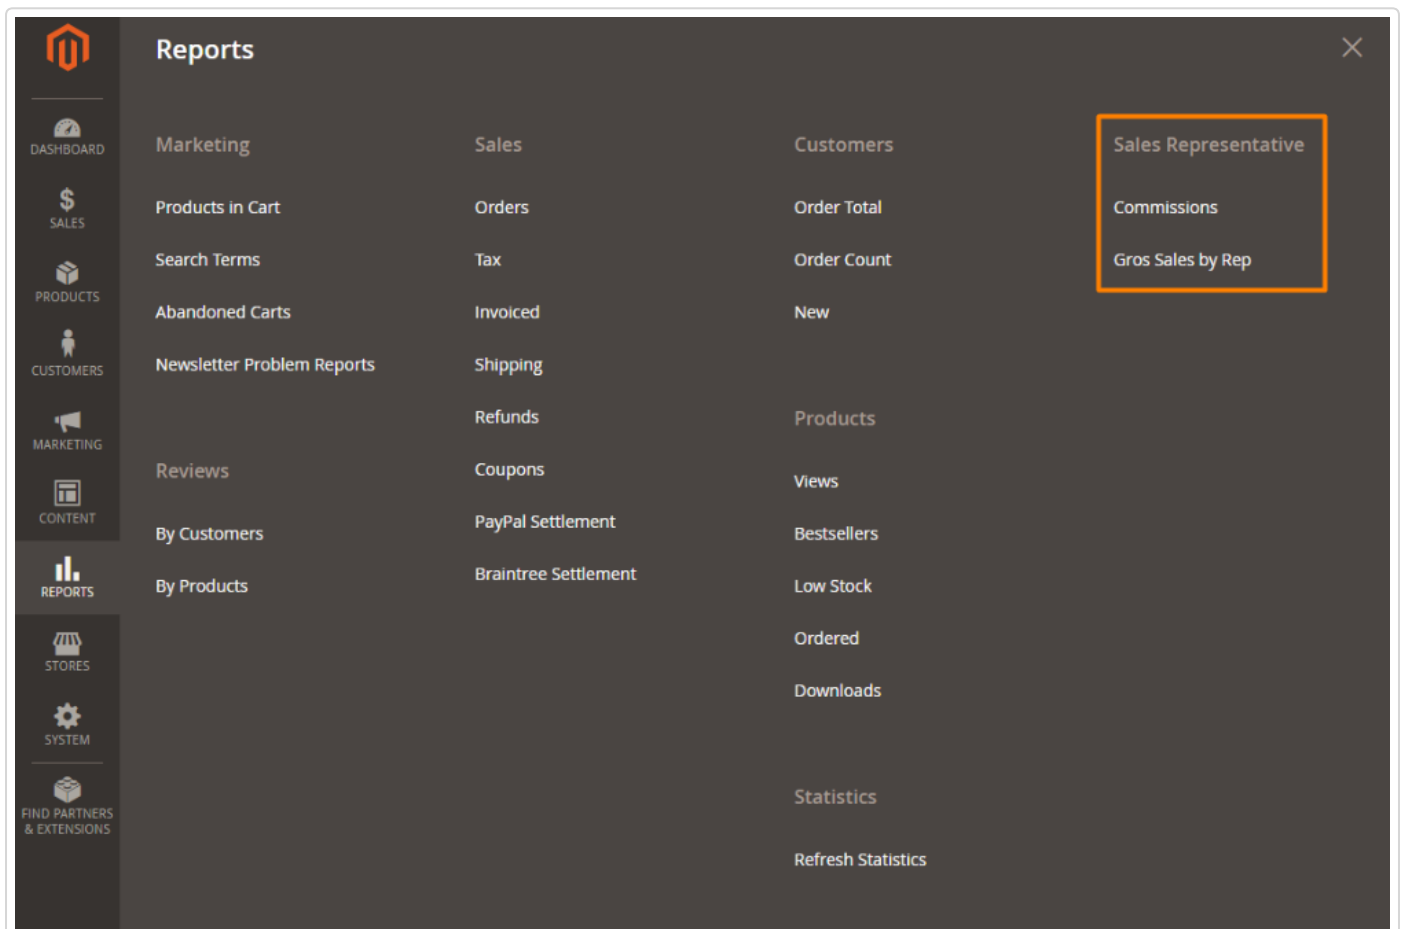 Reports
DASHBOARD
SALES
PRODUCTS
CUSTOMERS
MARKETING
CONTENT
REPORTS
STORES
SYSTEM
FIND PARTNERS
& EXTENSIONS
Marketing
Products in Cart
Search Terms
Abandoned Carts
Newsletter Problem Reports
Reviews
By Customers
By Products
Sales
Orders
Tax
Invoiced
Shipping
Refunds
Coupons
PayPal Settlement
Braintree Settlement
Customers
Order Total
Order Count
New
Products
Views
Bestsellers
Low Stock
Ordered
Downloads
Statistics
Refresh Statistics
Sales Representative
Commissions
Gros Sales by Rep